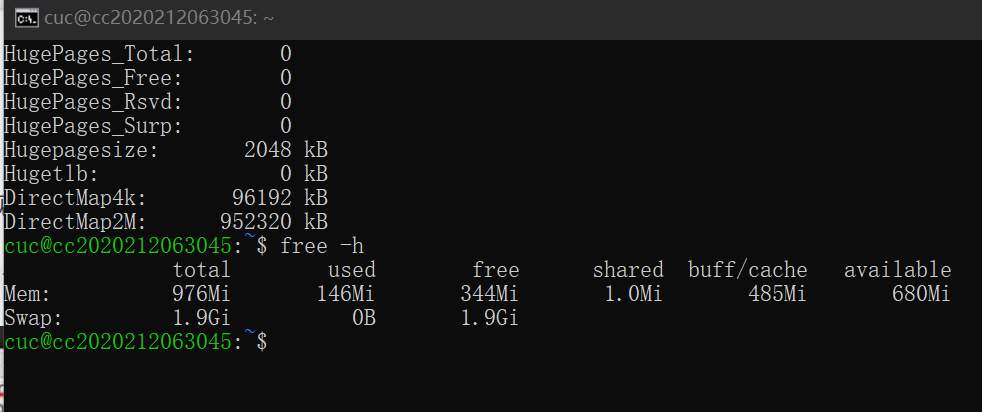 cuc@cc2020212063045: ~
HugePages_Total:       0
HugePages_Free:        0
HugePages_Rsvd:        0
HugePages_Surp:        0
Hugepagesize:       2048 kB
Hugetlb:               0 kB
DirectMap4k:       96192 kB
DirectMap2M:      952320 kB
cuc@cc2020212063045:~$ free -h
              total        used        free      shared  buff/cache   available
Mem:          976Mi       146Mi       344Mi       1.0Mi       485Mi       680Mi
Swap:         1.9Gi          0B       1.9Gi
cuc@cc2020212063045:~$